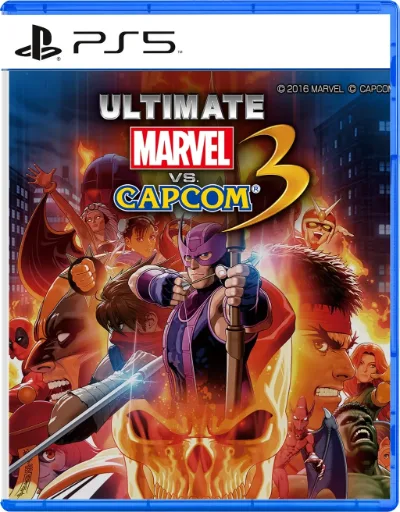 PS5
© 2016 MARVEL © CAPCOM
ULTIMATE
MARVEL
VS.
CAPCOM® 3